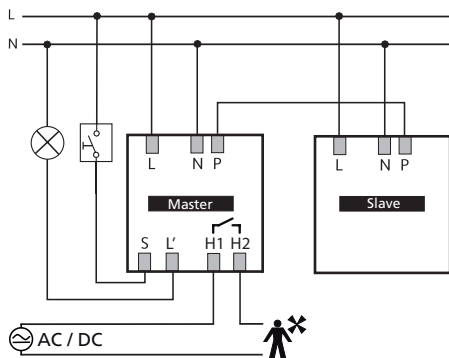 L
N
L N P
L N P
Master
Slave
S L' H1 H2
AC / DC